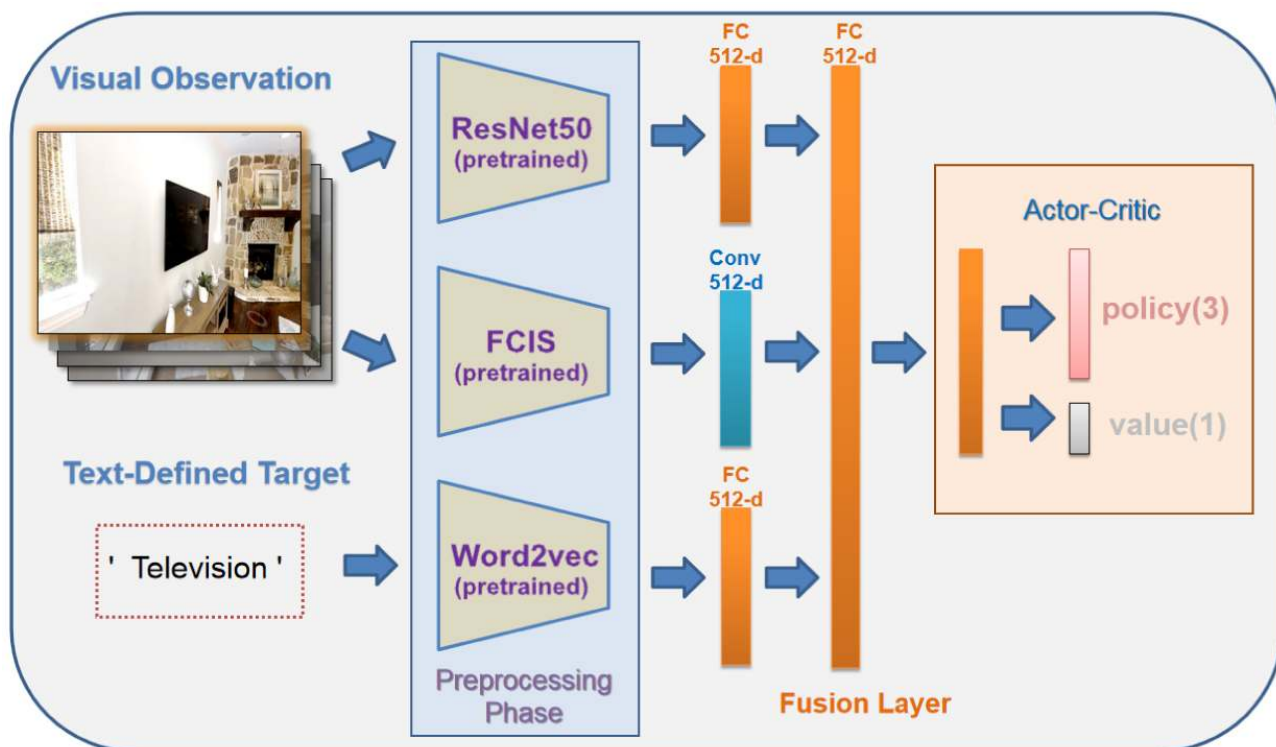 Visual Observation
Text-Defined Target
' Television '
ResNet50
(pretrained)
FCIS
(pretrained)
Word2vec
(pretrained)
Preprocessing
Phase
FC
512-d
Conv
512-d
FC
512-d
FC
512-d
Fusion Layer
Actor-Critic
policy(3)
value(1)